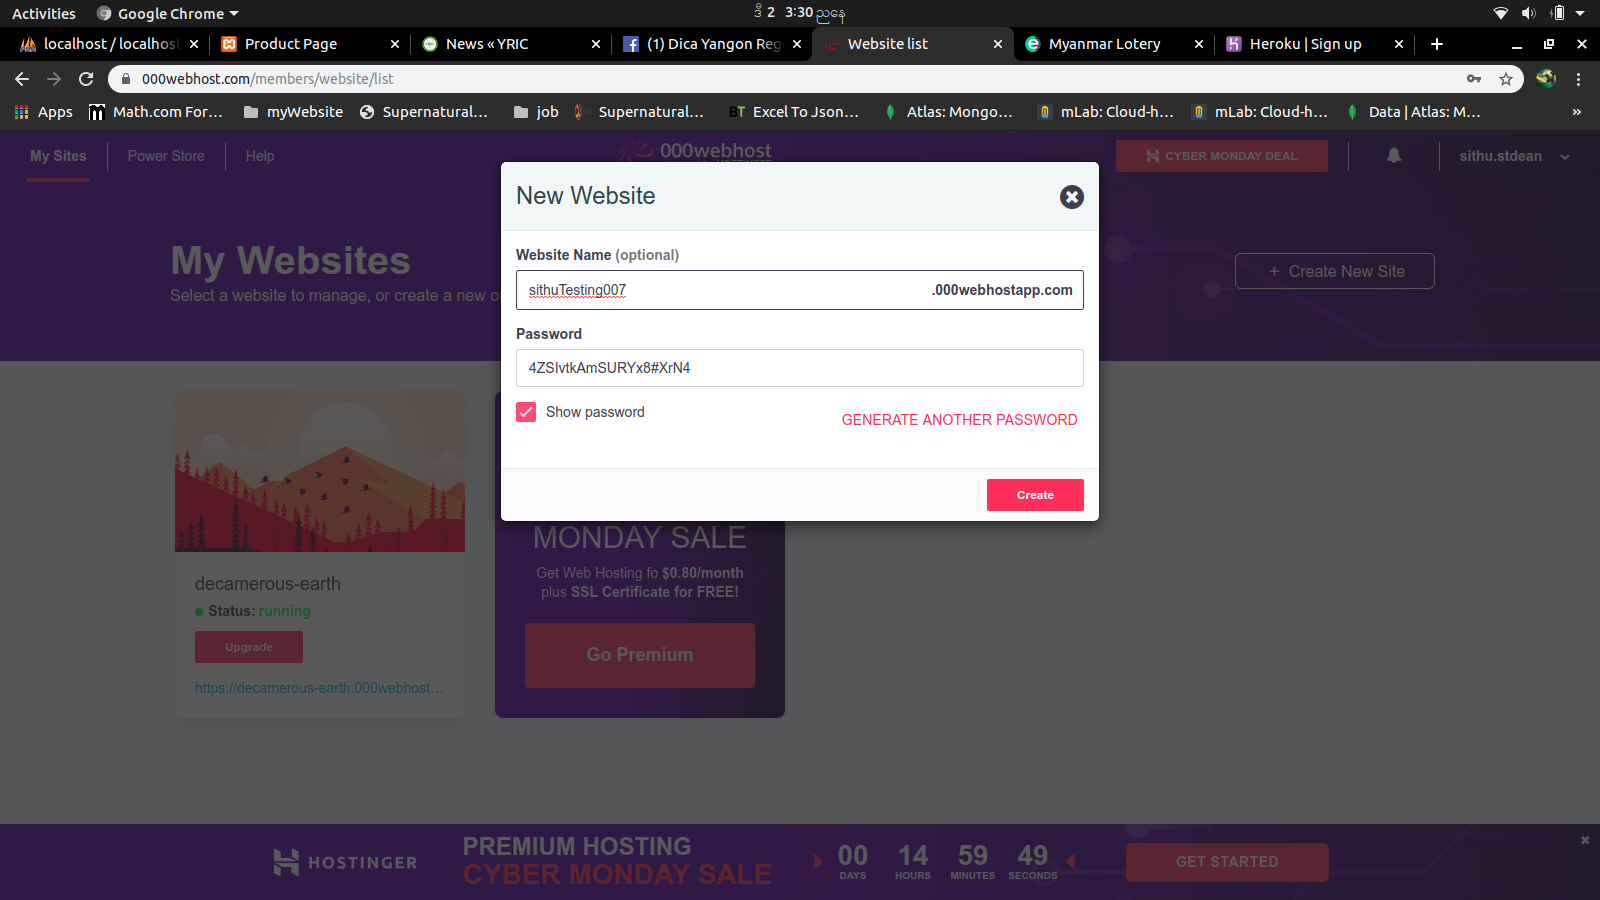 Activities Google Chrome ဒီ 2 3:30 ညနေ
localhost / localhost Product Page News « YRIC (1) Dica Yangon Reg Website list Myanmar Lotery Heroku | Sign up
000webhost.com/members/website/list
Apps Math.com For... myWebsite Supernatural... job Supernatural... BT Excel To Json... Atlas: Mongo... mLab: Cloud-h... mLab: Cloud-h... Data | Atlas: M... »
My Sites Power Store Help 000webhost CYBER MONDAY DEAL sithu.stdean
New Website
My Websites
Select a website to manage, or create a new o
+ Create New Site
Website Name (optional)
sithuTesting007 .000webhostapp.com
Password
4ZSIvtkAmSURYx8#XrN4
Show password GENERATE ANOTHER PASSWORD
Create
decamerous-earth
Status: running
Upgrade
https://decamerous-earth.000webhost...
MONDAY SALE
Get Web Hosting fo $0.80/month
plus SSL Certificate for FREE!
Go Premium
HOSTINGER
PREMIUM HOSTING
CYBER MONDAY SALE
00 14 59 49
DAYS HOURS MINUTES SECONDS
GET STARTED